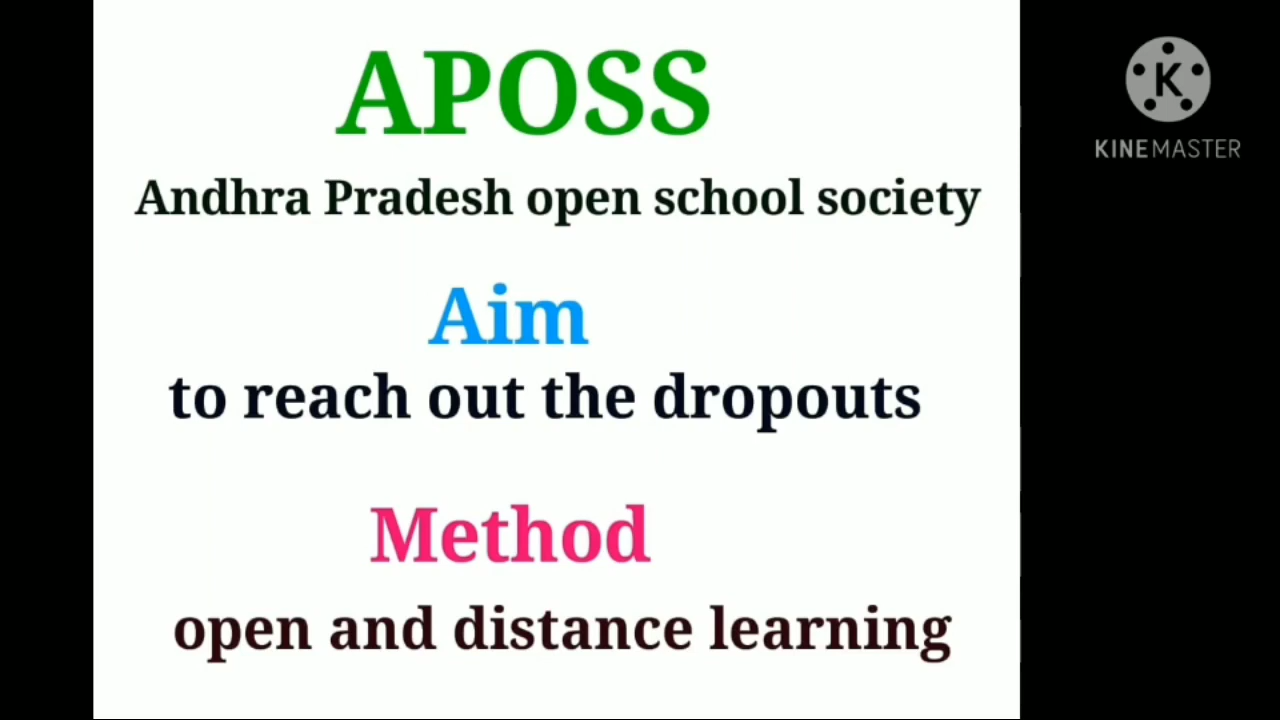 APOSS
Andhra Pradesh open school society
Aim
to reach out the dropouts
Method
open and distance learning
K
KINEMASTER